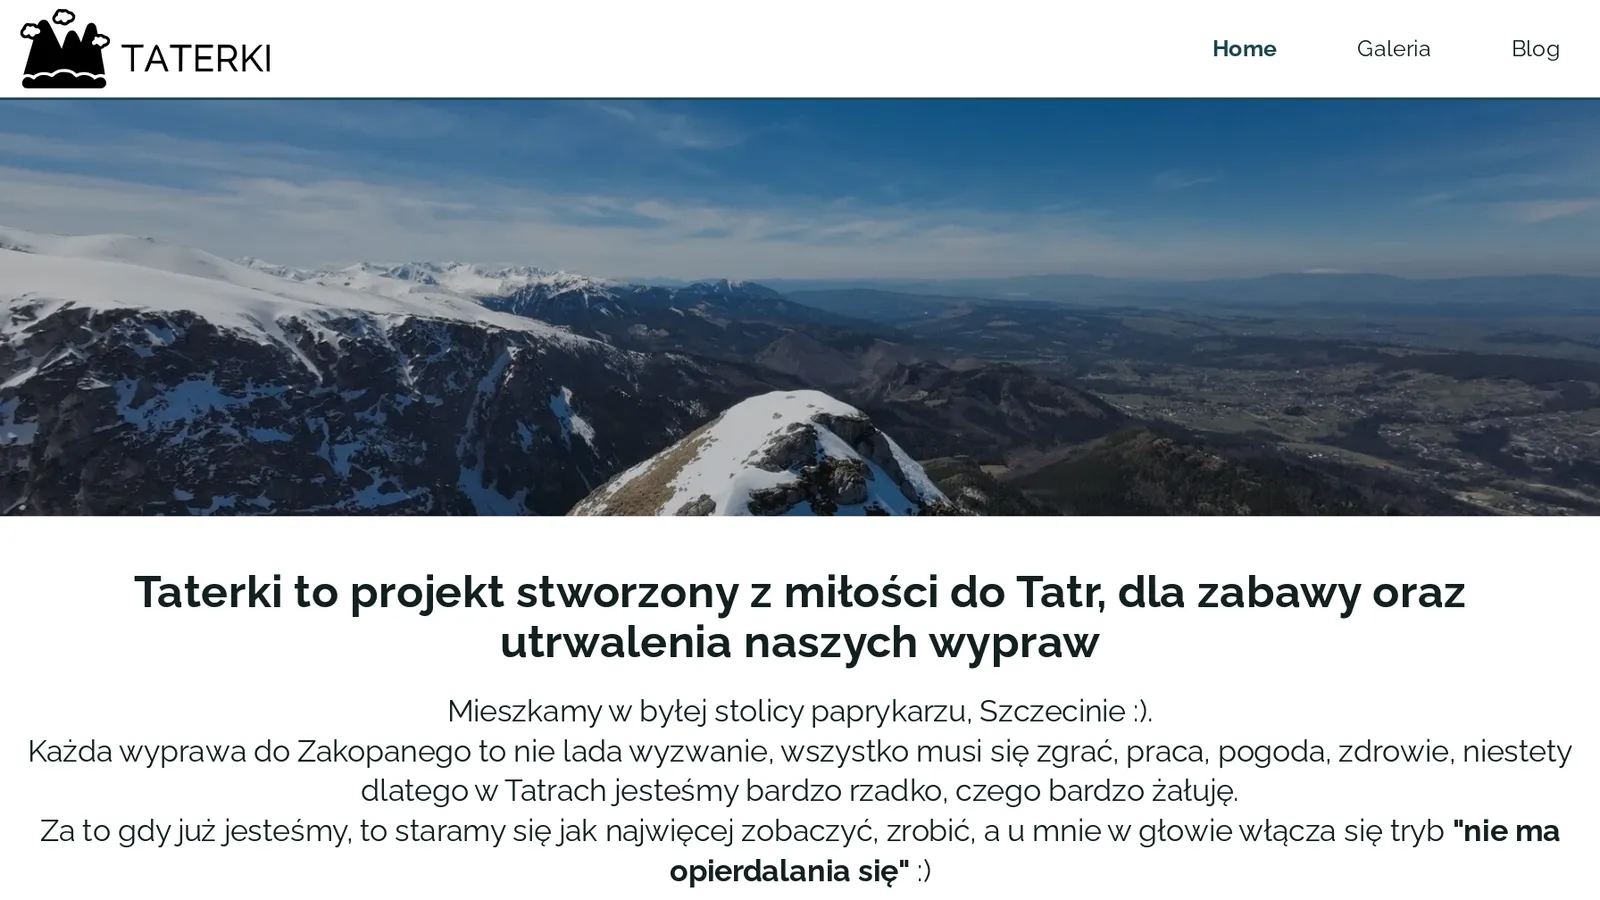 TATERKI
Home
Galeria
Blog
Taterki to projekt stworzony z miłości do Tatr, dla zabawy oraz
utrwalenia naszych wypraw
Mieszkamy w byłej stolicy paprykarzu, Szczecinie :).
Każda wyprawa do Zakopanego to nie lada wyzwanie, wszystko musi się zgrać, praca, pogoda, zdrowie, niestety
dlatego w Tatrach jesteśmy bardzo rzadko, czego bardzo żałuję.
Za to gdy już jesteśmy, to staramy się jak najwięcej zobaczyć, zrobić, a u mnie w głowie włącza się tryb "nie ma
opierdalania się" :)